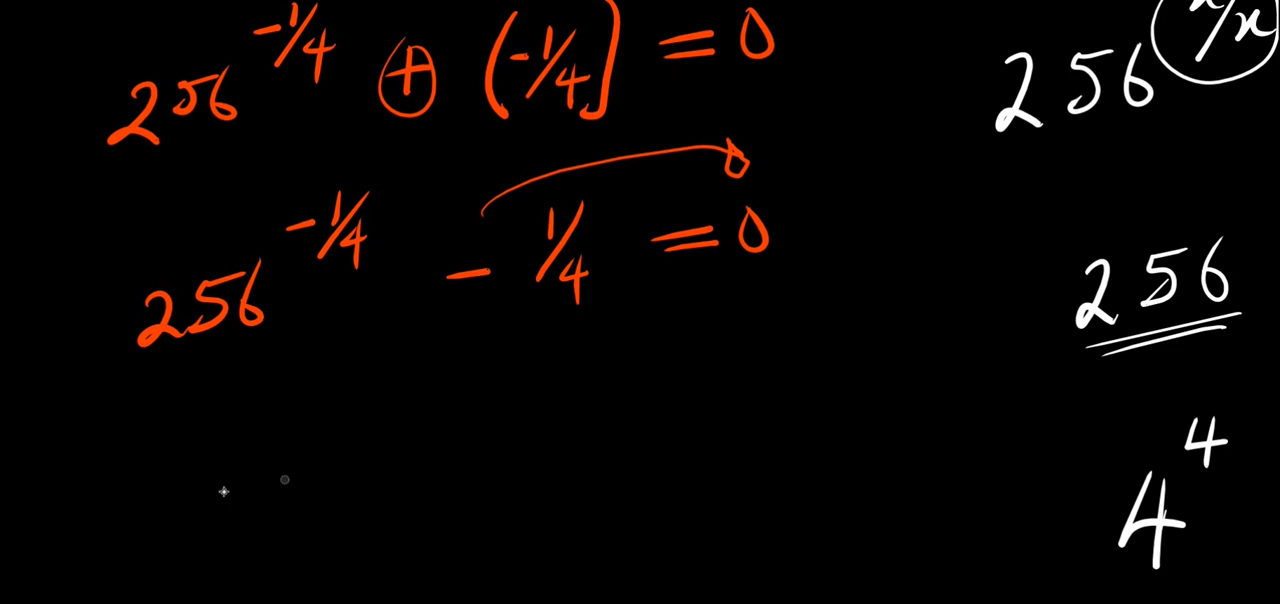 256^{-1/4} + (-1/4) = 0
256^{x/x}
256^{-1/4} - 1/4 = 0
256
4^4